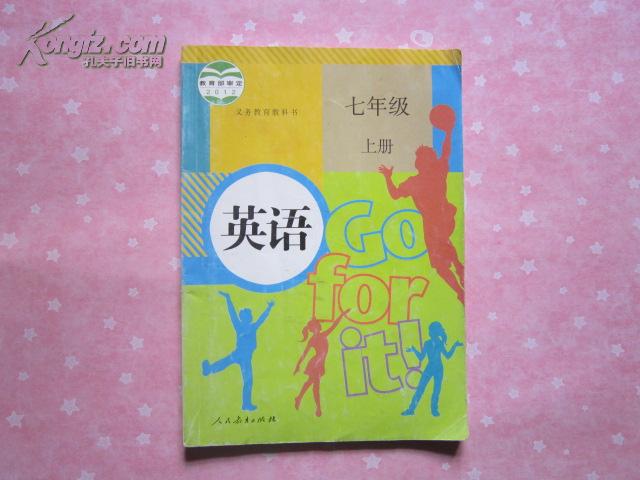 Kongfz.com
孔夫子旧书网
教育部审定
2012
义务教育教科书
七年级
上册
英语
Go
for
it!
人民教育出版社